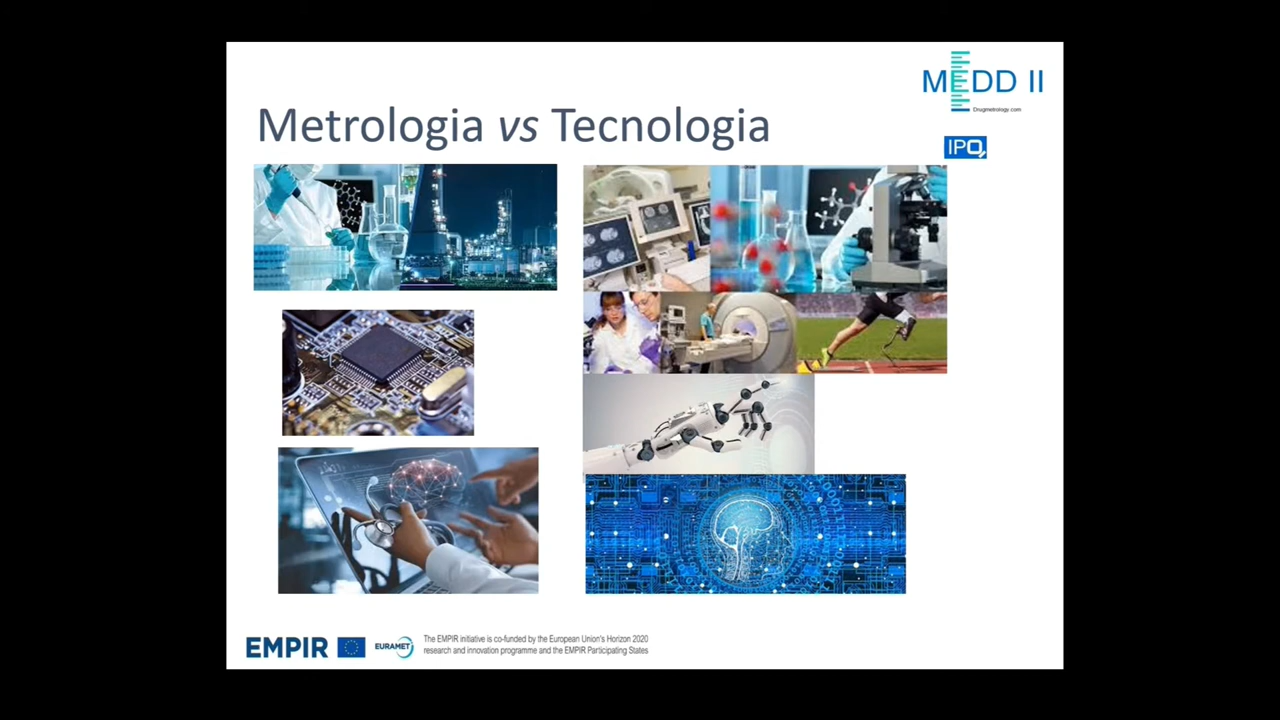 MEDD II
Drugmetrology.com
Metrologia vs Tecnologia
IPQ
EMPIR
EURAMET
The EMPIR initiative is co-funded by the European Union's Horizon 2020
research and innovation programme and the EMPIR Participating States